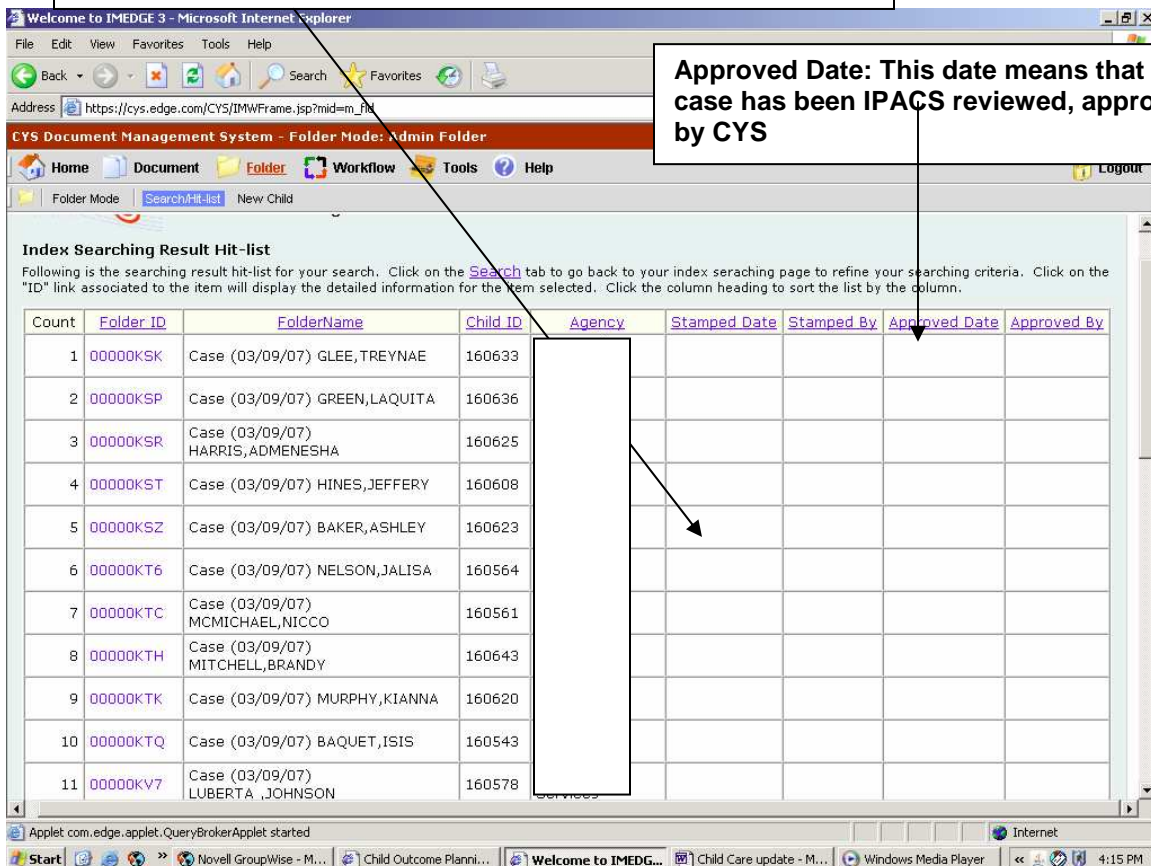 Welcome to IMEDGE 3 - Microsoft Internet Explorer
File Edit View Favorites Tools Help
Back Search Favorites
Address https://cys.edge.com/CYS/IMWFrame.jsp?mid=m_fld
Approved Date: This date means that
case has been IPACS reviewed, appro
by CYS
CYS Document Management System - Folder Mode: Admin Folder
Home Document Folder Workflow Tools Help Logout
Folder Mode Search/Hit-list New Child
Index Searching Result Hit-list
Following is the searching result hit-list for your search. Click on the Search tab to go back to your index seraching page to refine your searching criteria. Click on the
"ID" link associated to the item will display the detailed information for the item selected. Click the column heading to sort the list by the column.
Count Folder ID FolderName Child ID Agency Stamped Date Stamped By Approved Date Approved By
1 00000KSK Case (03/09/07) GLEE,TREYNAE 160633
2 00000KSP Case (03/09/07) GREEN,LAQUITA 160636
3 00000KSR Case (03/09/07)
HARRIS,ADMENESHA 160625
4 00000KST Case (03/09/07) HINES,JEFFERY 160608
5 00000KSZ Case (03/09/07) BAKER,ASHLEY 160623
6 00000KT6 Case (03/09/07) NELSON,JALISA 160564
7 00000KTC Case (03/09/07)
MCMICHAEL,NICCO 160561
8 00000KTH Case (03/09/07)
MITCHELL,BRANDY 160643
9 00000KTK Case (03/09/07) MURPHY,KIANNA 160620
10 00000KTQ Case (03/09/07) BAQUET,ISIS 160543
11 00000KV7 Case (03/09/07)
LUBERTA ,JOHNSON 160578
Applet com.edge.applet.QueryBrokerApplet started Internet
Start » Novell GroupWise - M... Child Outcome Planni... Welcome to IMEDG... Child Care update - M... Windows Media Player « 4:15 PM